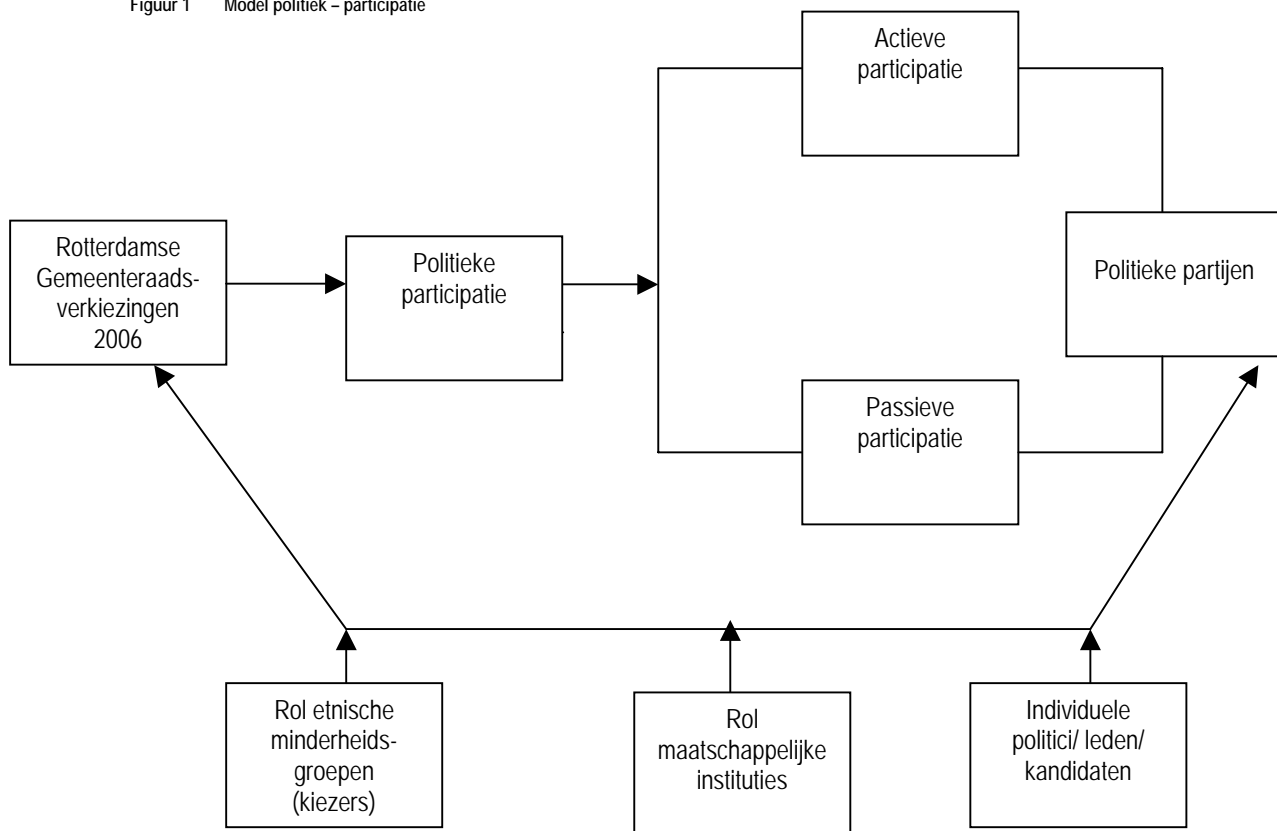 Figuur 1 Model politiek – participatie
Actieve
participatie
Rotterdamse
Gemeenteraads-
verkiezingen
2006
Politieke
participatie
Politieke partijen
Passieve
participatie
Rol etnische
minderheids-
groepen
(kiezers)
Rol
maatschappelijke
instituties
Individuele
politici/ leden/
kandidaten